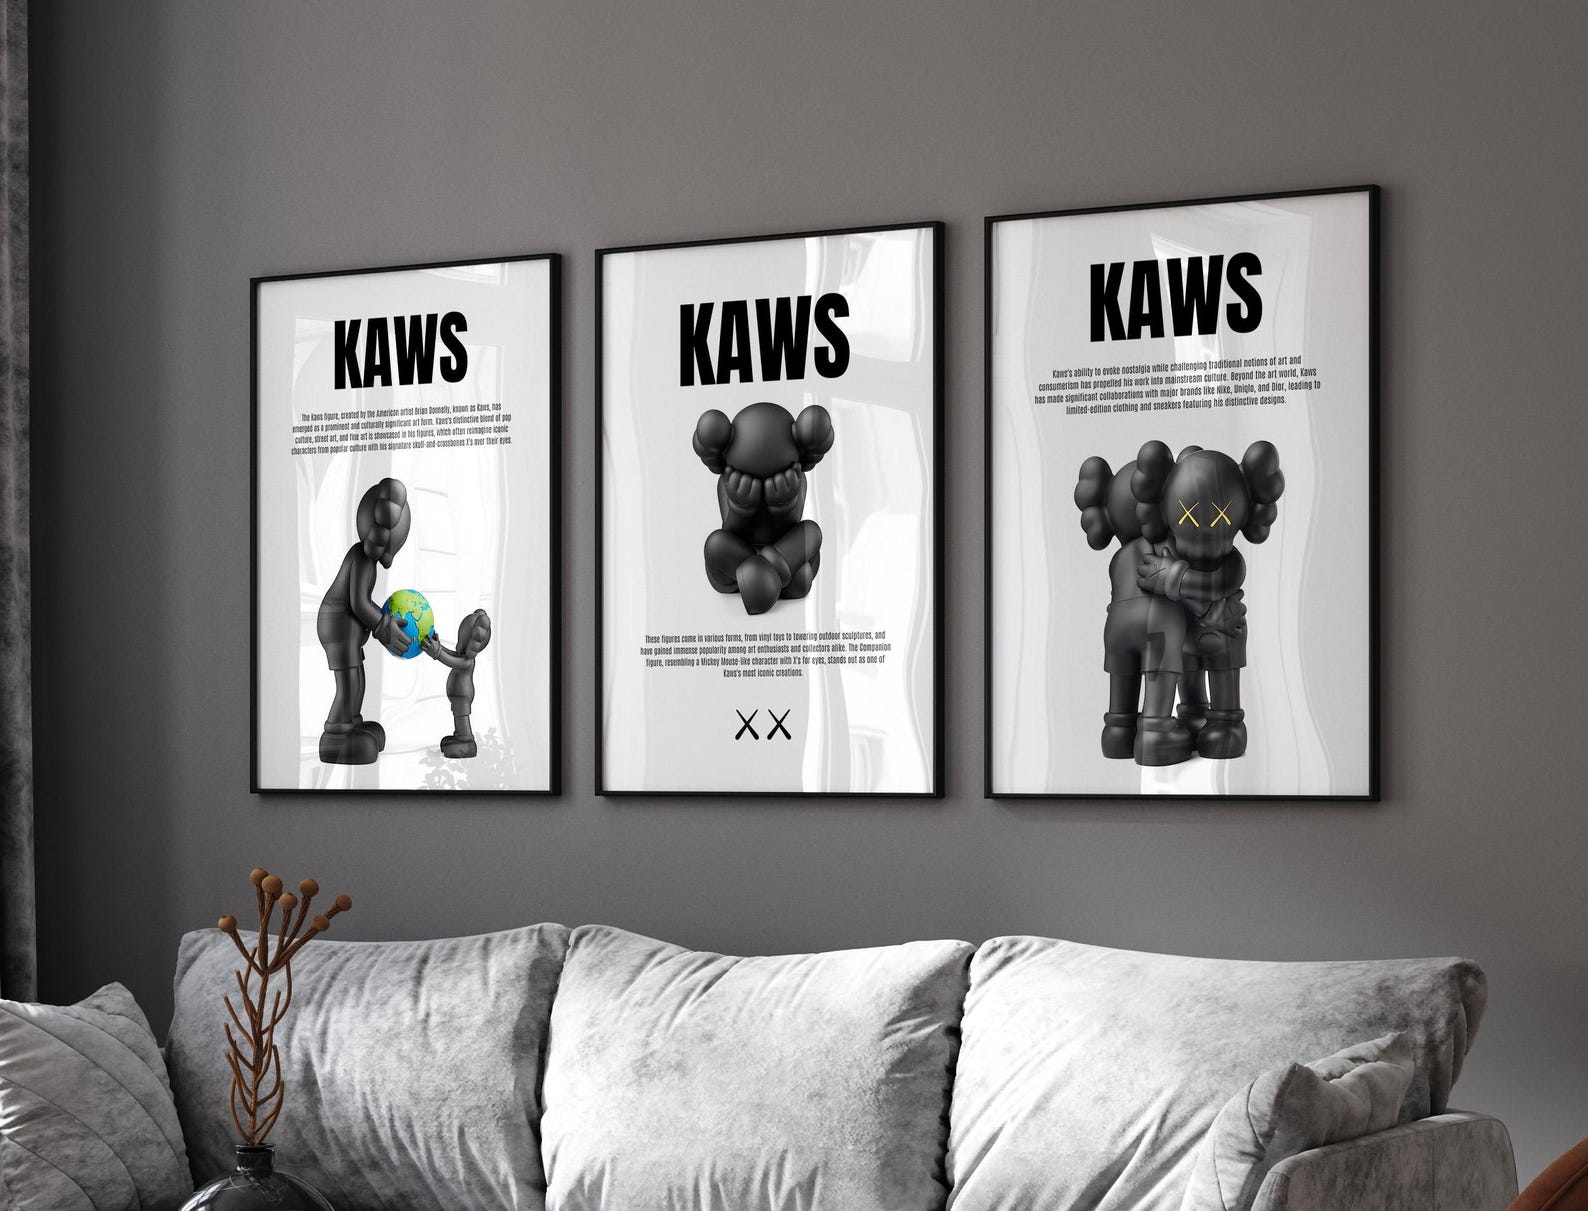 KAWS
The Kaws figure, created by the American artist Brian Donnelly, known as Kaws, has
emerged as a prominent and culturally significant art form. Kaws's distinctive blend of pop
culture, street art, and fine art is showcased in his figures, which often reimagine iconic
characters from popular culture with his signature skull-and-crossbones X's over their eyes.
KAWS
These figures come in various forms, from vinyl toys to towering outdoor sculptures, and
have gained immense popularity among art enthusiasts and collectors alike. The Companion
figure, resembling a Mickey Mouse-like character with X's for eyes, stands out as one of
Kaws's most iconic creations.
XX
KAWS
Kaws's ability to evoke nostalgia while challenging traditional notions of art and
consumerism has propelled his work into mainstream culture. Beyond the art world, Kaws
has made significant collaborations with major brands like Nike, Uniqlo, and Dior, leading to
limited-edition clothing and sneakers featuring his distinctive designs.